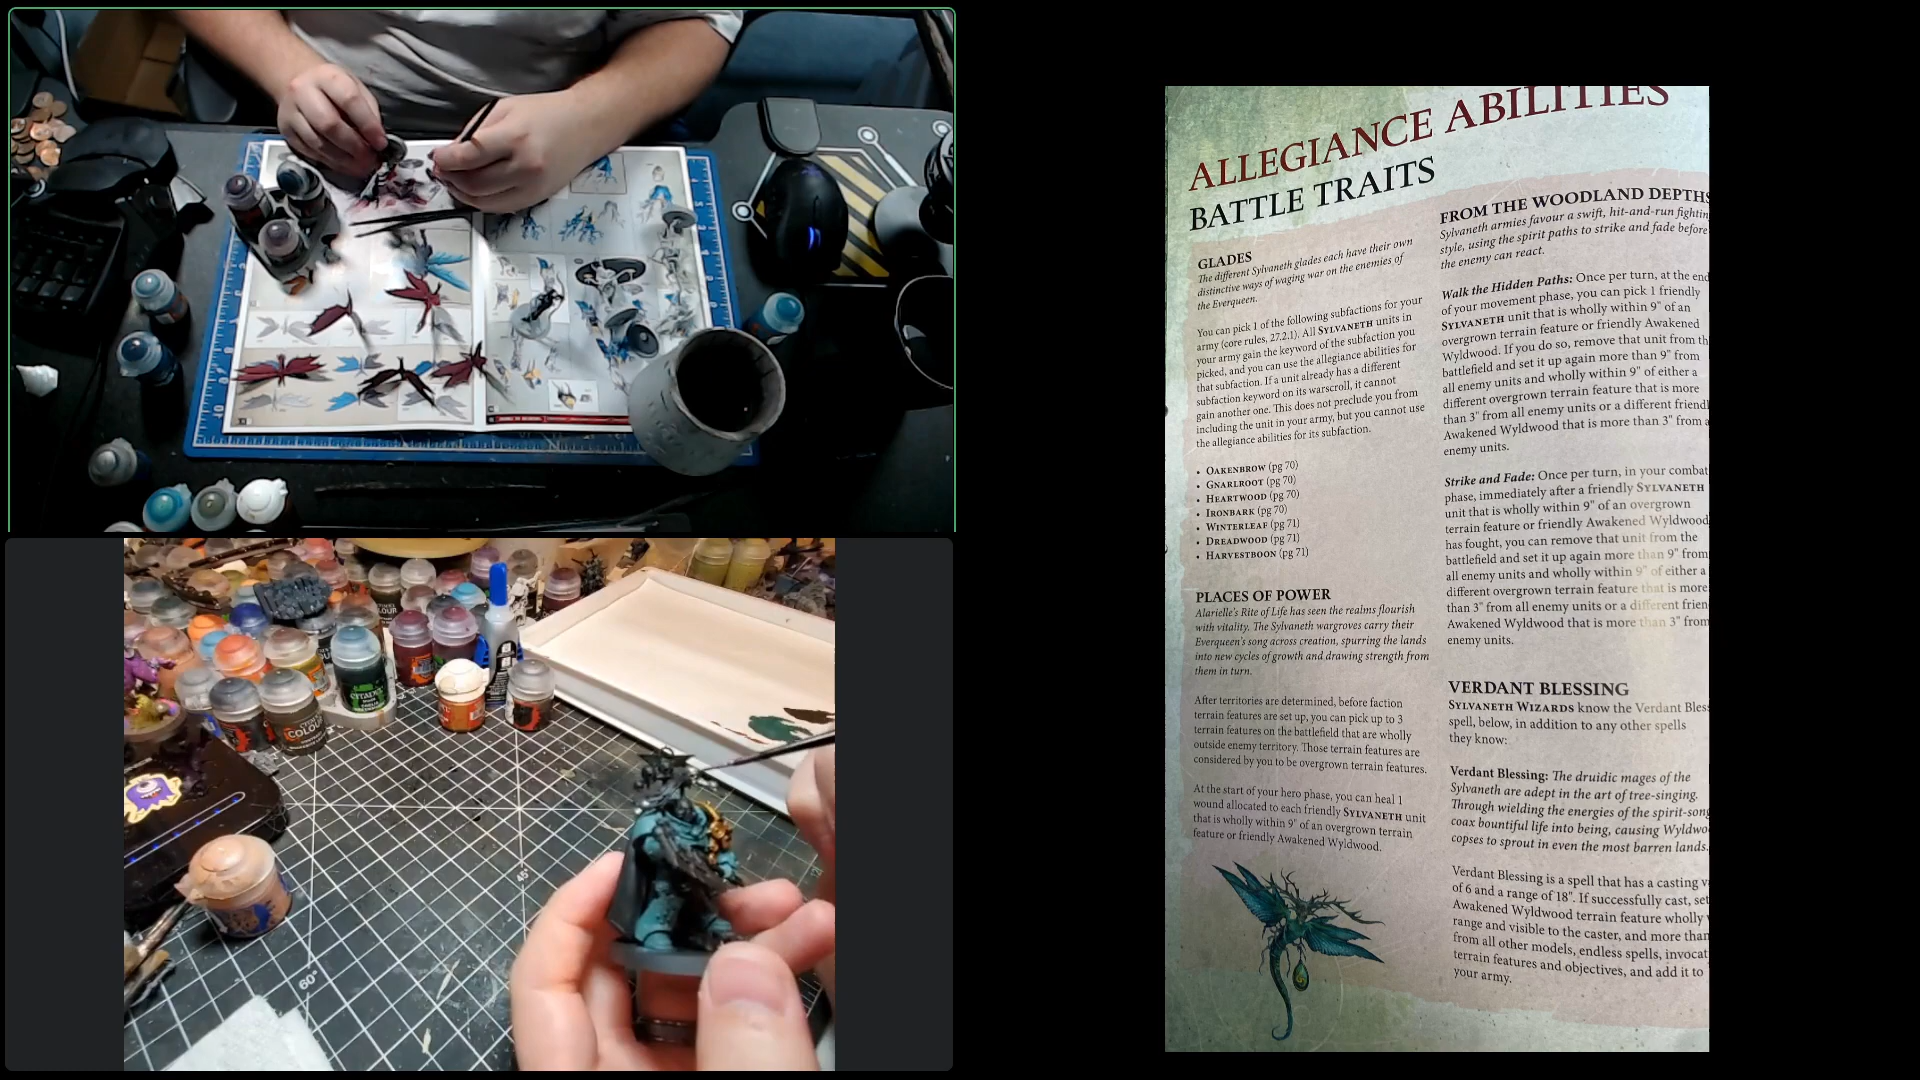 ALLEGIANCE ABILITIES
BATTLE TRAITS
GLADES
The different Sylvaneth glades each have their own
distinctive ways of waging war on the enemies of
the Everqueen.
You can pick 1 of the following subfactions for your
army (core rules, 27.2.1). All SYLVANETH units in
your army gain the keyword of the subfaction you
picked, and you can use the allegiance abilities for
that subfaction. If a unit already has a different
subfaction keyword on its warscroll, it cannot
gain another one. This does not preclude you from
including the unit in your army, but you cannot use
the allegiance abilities for its subfaction.
• OAKENBROW (pg 70)
• GNARLROOT (pg 70)
• HEARTWOOD (pg 70)
• IRONBARK (pg 70)
• WINTERLEAF (pg 71)
• DREADWOOD (pg 71)
• HARVESTBOON (pg 71)
PLACES OF POWER
Alarielle's Rite of Life has seen the realms flourish
with vitality. The Sylvaneth wargroves carry their
Everqueen's song across creation, spurring the lands
into new cycles of growth and drawing strength from
them in turn.
After territories are determined, before faction
terrain features are set up, you can pick up to 3
terrain features on the battlefield that are wholly
outside enemy territory. Those terrain features are
considered by you to be overgrown terrain features.
At the start of your hero phase, you can heal 1
wound allocated to each friendly SYLVANETH unit
that is wholly within 9" of an overgrown terrain
feature or friendly Awakened Wyldwood.
FROM THE WOODLAND DEPTHS
Sylvaneth armies favour a swift, hit-and-run fightin
style, using the spirit paths to strike and fade before
the enemy can react.
Walk the Hidden Paths: Once per turn, at the end
of your movement phase, you can pick 1 friendly
SYLVANETH unit that is wholly within 9" of an
overgrown terrain feature or friendly Awakened
Wyldwood. If you do so, remove that unit from th
battlefield and set it up again more than 9" from
all enemy units and wholly within 9" of either a
different overgrown terrain feature that is more
than 3" from all enemy units or a different friendl
Awakened Wyldwood that is more than 3" from a
enemy units.
Strike and Fade: Once per turn, in your combat
phase, immediately after a friendly SYLVANETH
unit that is wholly within 9" of an overgrown
terrain feature or friendly Awakened Wyldwood
has fought, you can remove that unit from the
battlefield and set it up again more than 9" from
all enemy units and wholly within 9" of either a
different overgrown terrain feature that is more
than 3" from all enemy units or a different frien
Awakened Wyldwood that is more than 3" from
enemy units.
VERDANT BLESSING
SYLVANETH WIZARDS know the Verdant Bles
spell, below, in addition to any other spells
they know:
Verdant Blessing: The druidic mages of the
Sylvaneth are adept in the art of tree-singing.
Through wielding the energies of the spirit-song
coax bountiful life into being, causing Wyldwo
copses to sprout in even the most barren lands.
Verdant Blessing is a spell that has a casting v
of 6 and a range of 18". If successfully cast, set
Awakened Wyldwood terrain feature wholly
range and visible to the caster, and more than
from all other models, endless spells, invocat
terrain features and objectives, and add it to
your army.
CITADEL
COLOUR
45°
60°